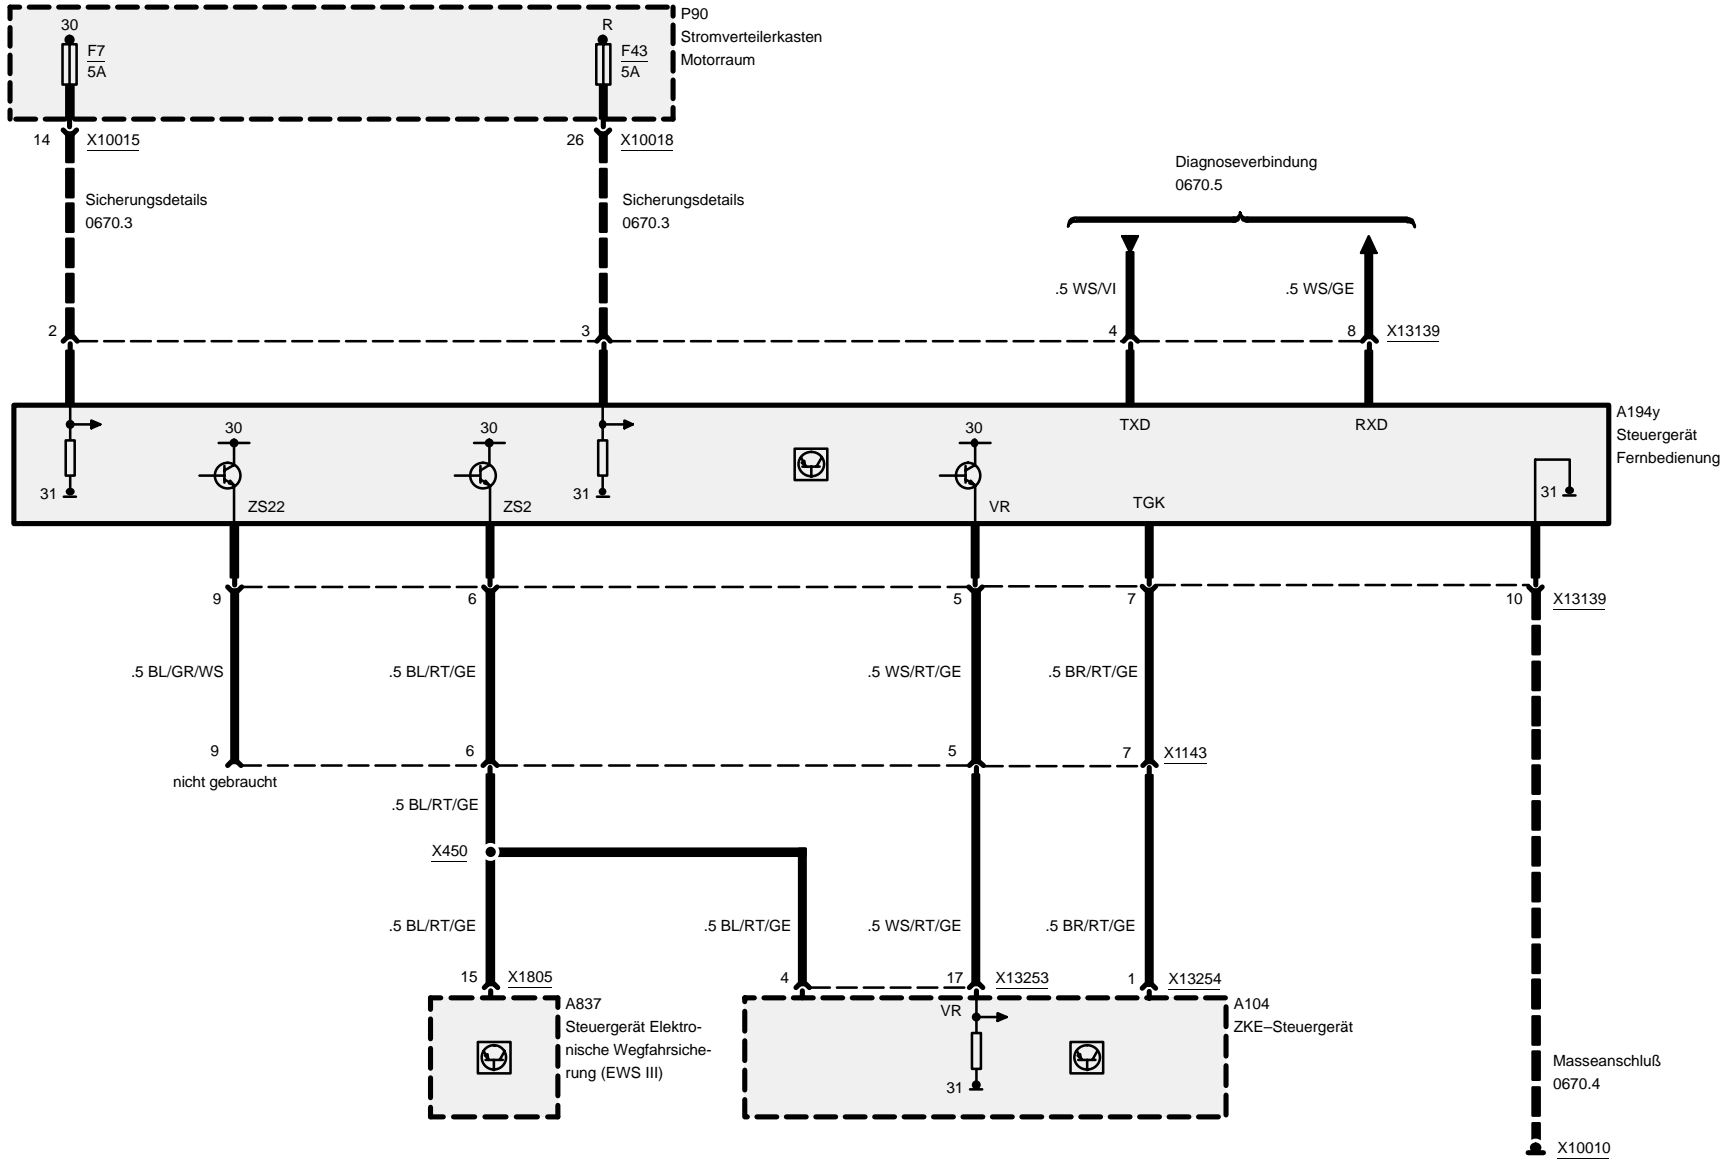 30
R
P90
Stromverteilerkasten
Motorraum
F7
5A
F43
5A
14
X10015
26
X10018
Sicherungsdetails
0670.3
Sicherungsdetails
0670.3
Diagnoseverbindung
0670.5
.5 WS/VI
.5 WS/GE
2
3
4
8
X13139
TXD
RXD
A194y
Steuergerät
Fernbedienung
30
30
30
31
31
31
ZS22
ZS2
VR
TGK
9
6
5
7
10
X13139
.5 BL/GR/WS
.5 BL/RT/GE
.5 WS/RT/GE
.5 BR/RT/GE
9
6
5
7
X1143
nicht gebraucht
.5 BL/RT/GE
X450
.5 BL/RT/GE
.5 BL/RT/GE
.5 WS/RT/GE
.5 BR/RT/GE
15
X1805
4
17
X13253
1
X13254
A837
Steuergerät Elektro-
nische Wegfahrsiche-
rung (EWS III)
VR
31
A104
ZKE–Steuergerät
Masseanschluß
0670.4
X10010